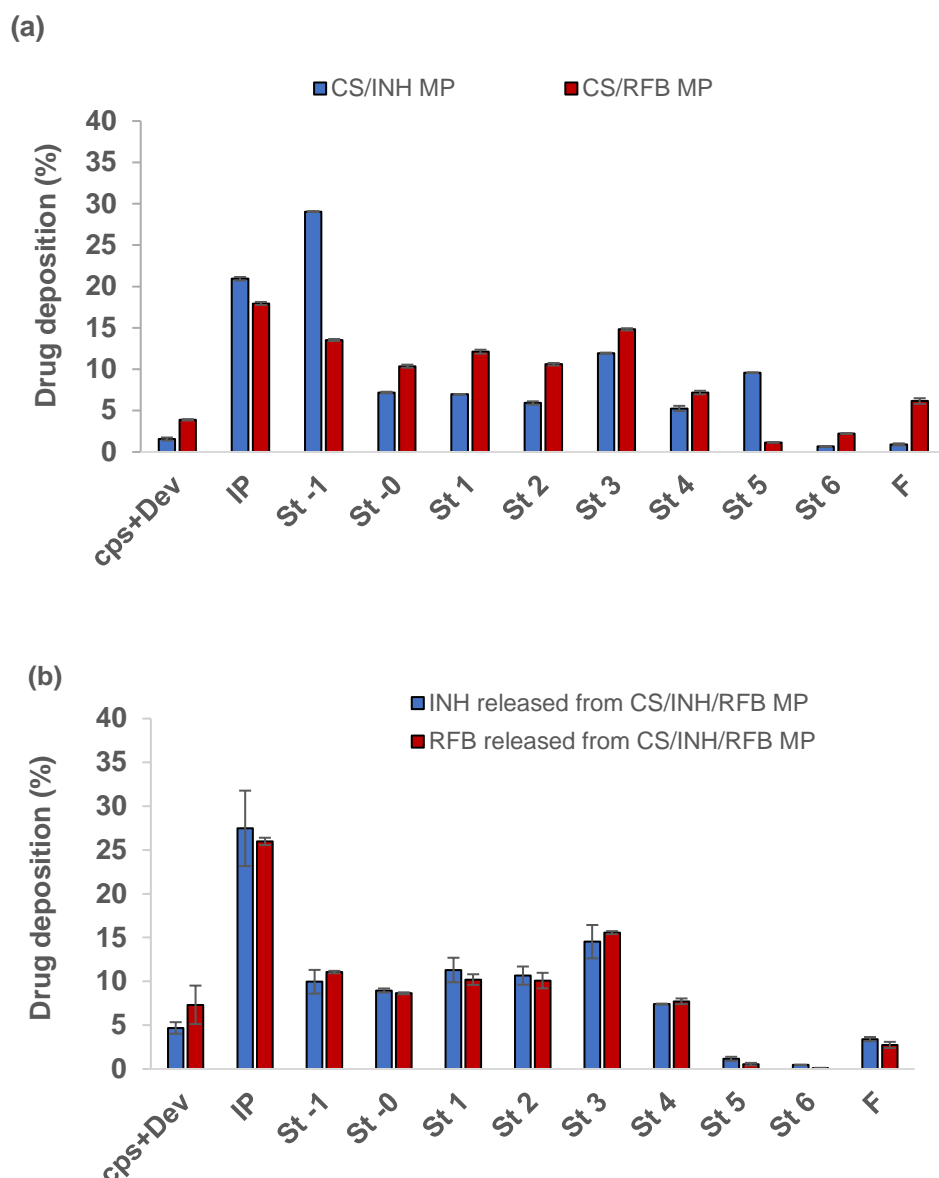 (a)
CS/INH MP CS/RFB MP
40
35
30
25
20
15
10
5
0
Drug deposition (%)
cps+Dev IP St -1 St -0 St 1 St 2 St 3 St 4 St 5 St 6 F
(b)
INH released from CS/INH/RFB MP
RFB released from CS/INH/RFB MP
40
35
30
25
20
15
10
5
0
Drug deposition (%)
cps+Dev IP St -1 St -0 St 1 St 2 St 3 St 4 St 5 St 6 F